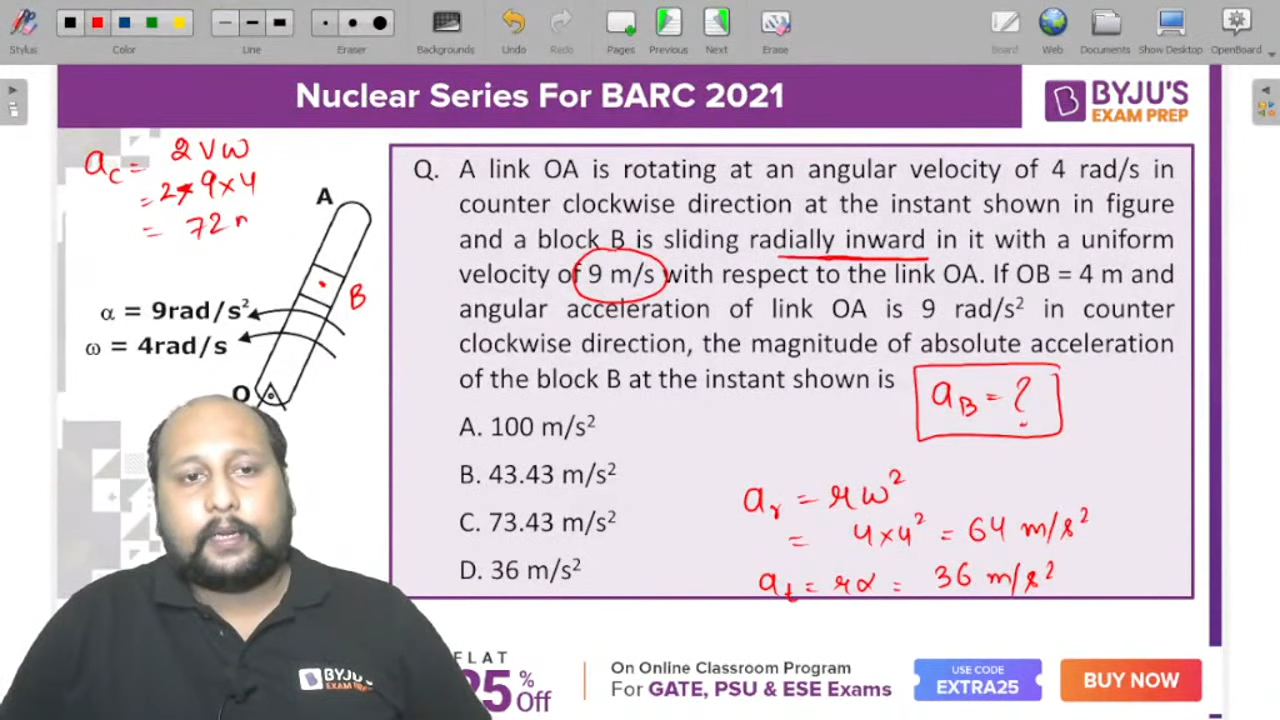 Stylus
Color
Line
Eraser
Backgrounds
Undo
Redo
Pages
Previous
Next
Erase
Board
Web
Documents
Show Desktop
OpenBoard
Nuclear Series For BARC 2021
BYJU'S
EXAM PREP
a_c = 2vω
= 2×9×4
= 72
A
B
α = 9rad/s²
ω = 4rad/s
O
Q. A link OA is rotating at an angular velocity of 4 rad/s in
counter clockwise direction at the instant shown in figure
and a block B is sliding radially inward in it with a uniform
velocity of 9 m/s with respect to the link OA. If OB = 4 m and
angular acceleration of link OA is 9 rad/s² in counter
clockwise direction, the magnitude of absolute acceleration
of the block B at the instant shown is
a_B = ?
A. 100 m/s²
B. 43.43 m/s²
C. 73.43 m/s²
D. 36 m/s²
a_r = rω²
= 4×4² = 64 m/s²
a_t = rα = 36 m/s²
BYJU'S
EXAM PREP
FLAT
25% Off
On Online Classroom Program
For GATE, PSU & ESE Exams
USE CODE
EXTRA25
BUY NOW